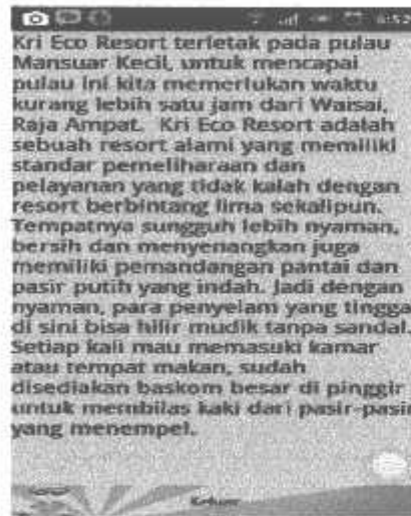 6:52
Kri Eco Resort terletak pada pulau
Mansuar Kecil, untuk mencapai
pulau ini kita memerlukan waktu
kurang lebih satu jam dari Waisai,
Raja Ampat. Kri Eco Resort adalah
sebuah resort alami yang memiliki
standar pemeliharaan dan
pelayanan yang tidak kalah dengan
resort berbintang lima sekalipun.
Tempatnya sungguh lebih nyaman,
bersih dan menyenangkan juga
memiliki pemandangan pantai dan
pasir putih yang indah. Jadi dengan
nyaman, para penyelam yang tingga
di sini bisa hilir mudik tanpa sandal.
Setiap kali mau memasuki kamar
atau tempat makan, sudah
disediakan baskom besar di pinggir
untuk membilas kaki dari pasir-pasir
yang menempel.
Keluar